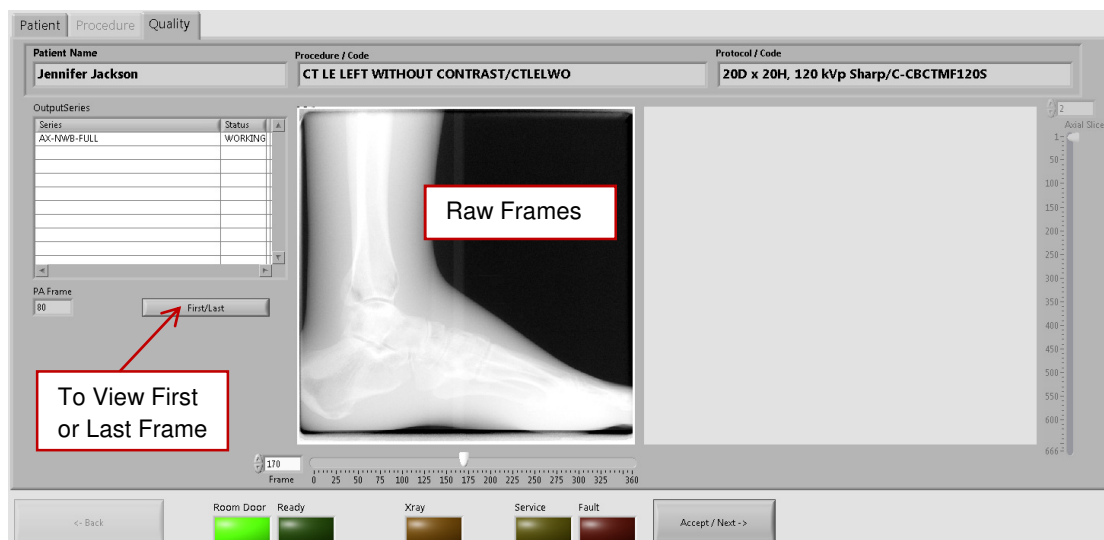 Patient Procedure Quality
Patient Name Procedure / Code Protocol / Code
Jennifer Jackson CT LE LEFT WITHOUT CONTRAST/CTLELWO 20D x 20H, 120 kVp Sharp/C-CBCTMF120S
OutputSeries
Series Status
AX-NWB-FULL WORKING
PA Frame
80
First/Last
To View First
or Last Frame
Raw Frames
170
Frame 0 25 50 75 100 125 150 175 200 225 250 275 300 325 360
2
Axial Slice
1-
50-
100-
150-
200-
250-
300-
350-
400-
450-
500-
550-
600-
666-
<- Back
Room Door Ready Xray Service Fault
Accept / Next ->